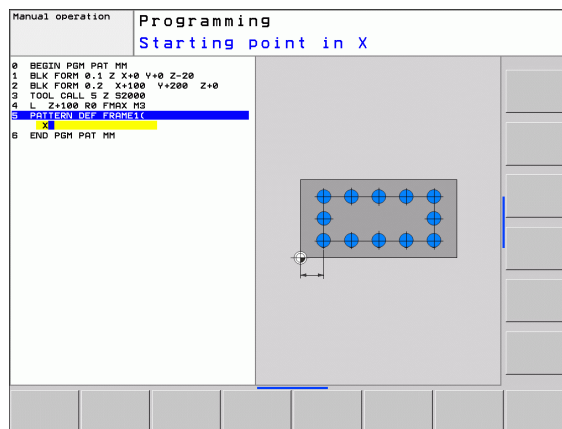 Manual operation
Programming
Starting point in X
0 BEGIN PGM PAT MM
1 BLK FORM 0.1 Z X+0 Y+0 Z-20
2 BLK FORM 0.2 X+100 Y+200 Z+0
3 TOOL CALL 5 Z S2000
4 L Z+100 R0 FMAX M3
5 PATTERN DEF FRAME1(
X
6 END PGM PAT MM